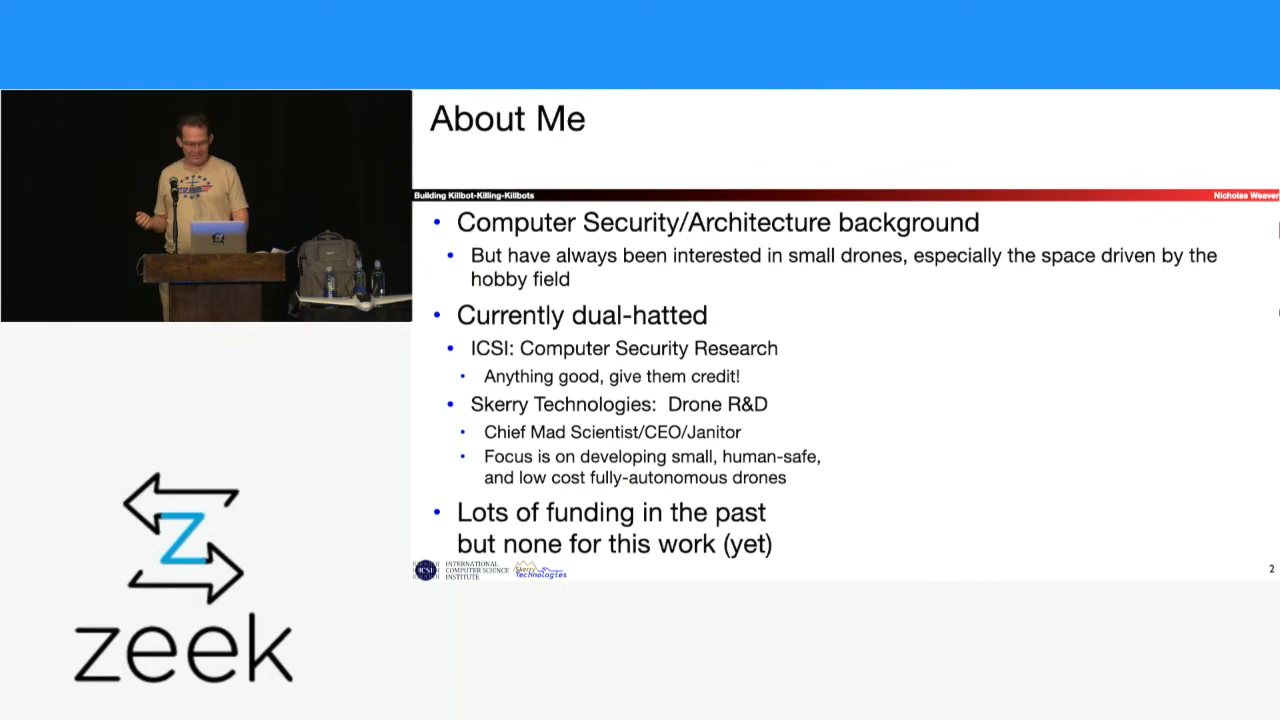 About Me
Building Killbot-Killing-Killbots
Nicholas Weaver
• Computer Security/Architecture background
• But have always been interested in small drones, especially the space driven by the
hobby field
• Currently dual-hatted
• ICSI: Computer Security Research
• Anything good, give them credit!
• Skerry Technologies: Drone R&D
• Chief Mad Scientist/CEO/Janitor
• Focus is on developing small, human-safe,
and low cost fully-autonomous drones
• Lots of funding in the past
but none for this work (yet)
ICSI
INTERNATIONAL
COMPUTER SCIENCE
INSTITUTE
Skerry
Technologies
2
z
zeek